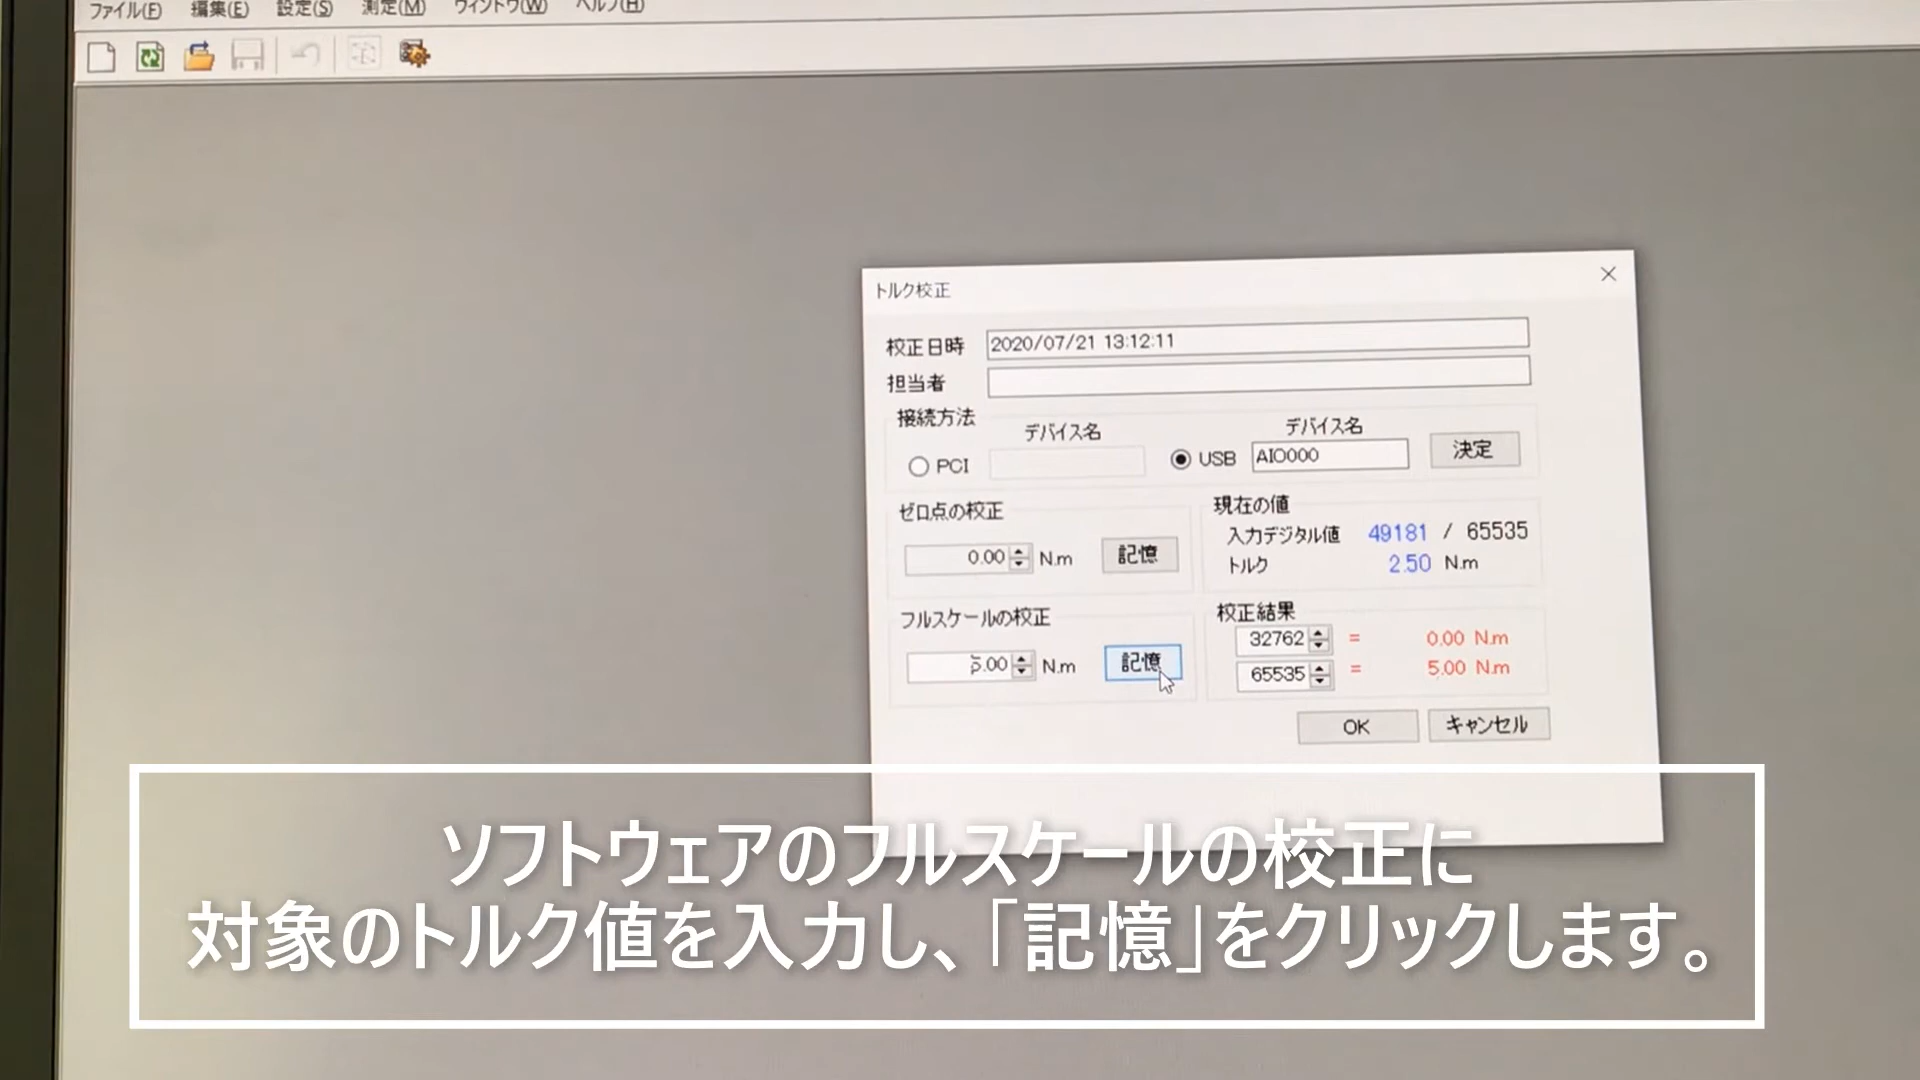 ファイル(F) 編集(E) 設定(S) 測定(M) ウィンドウ(W) ヘルプ(H)
トルク校正
校正日時 2020/07/21 13:12:11
担当者
接続方法
デバイス名 デバイス名
PCI USB AIO000 決定
ゼロ点の校正
0.00 N.m 記憶
現在の値
入力デジタル値 49181 / 65535
トルク 2.50 N.m
フルスケールの校正
5.00 N.m 記憶
校正結果
32762 = 0.00 N.m
65535 = 5.00 N.m
OK キャンセル
ソフトウェアのフルスケールの校正に
対象のトルク値を入力し、「記憶」をクリックします。